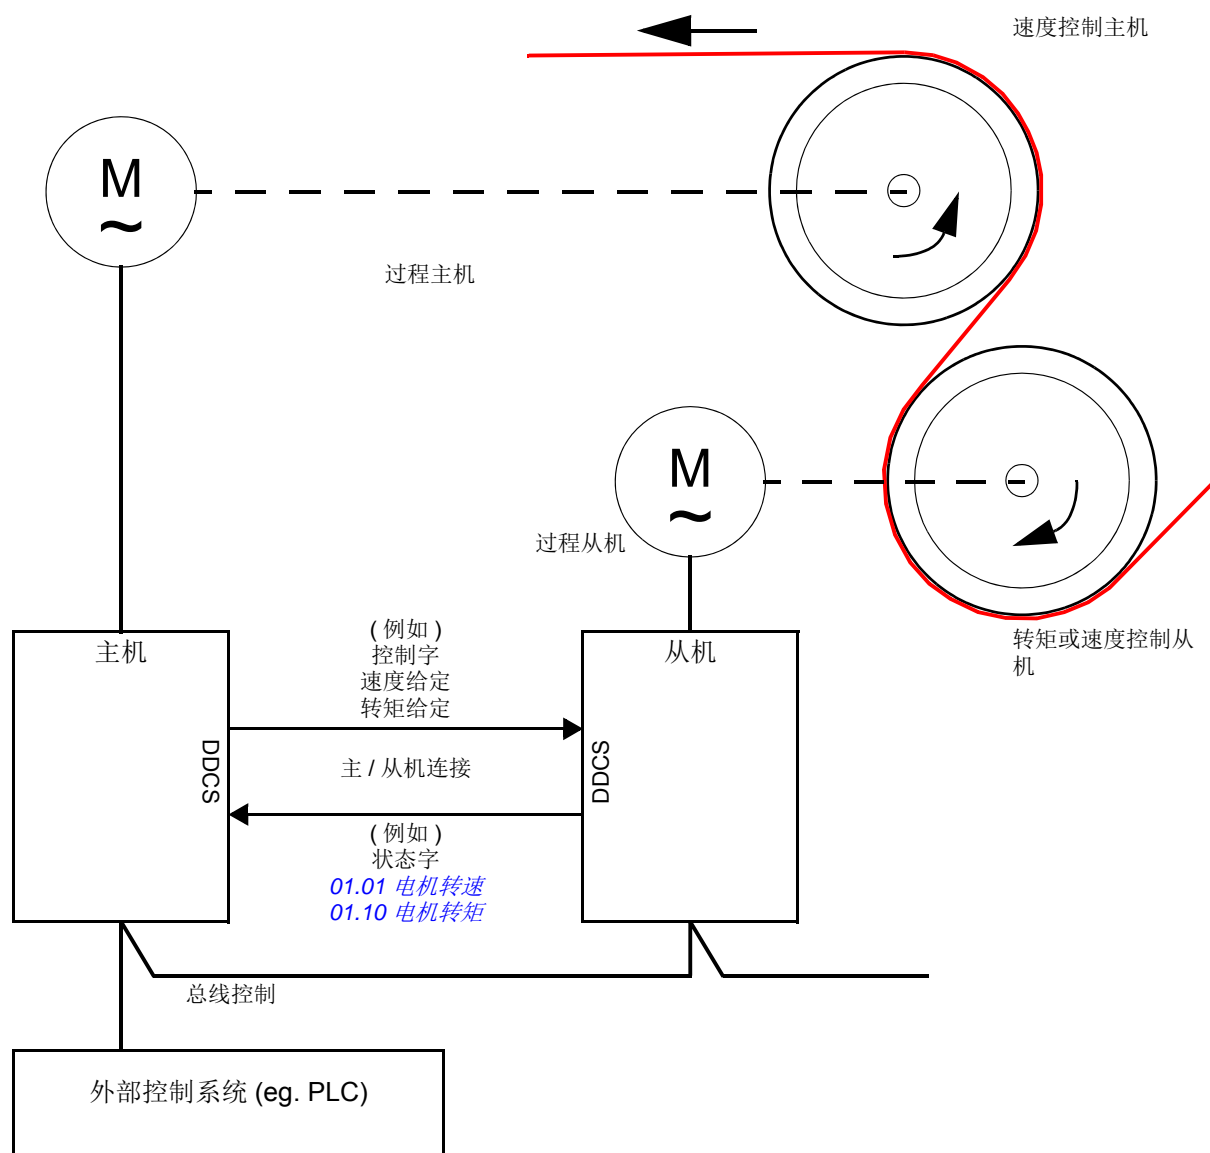 速度控制主机
M
~
过程主机
M
~
过程从机
转矩或速度控制从
机
主机
(例如)
控制字
速度给定
转矩给定
从机
DDCS
主 / 从机连接
DDCS
(例如)
状态字
01.01 电机转速
01.10 电机转矩
总线控制
外部控制系统 (eg. PLC)